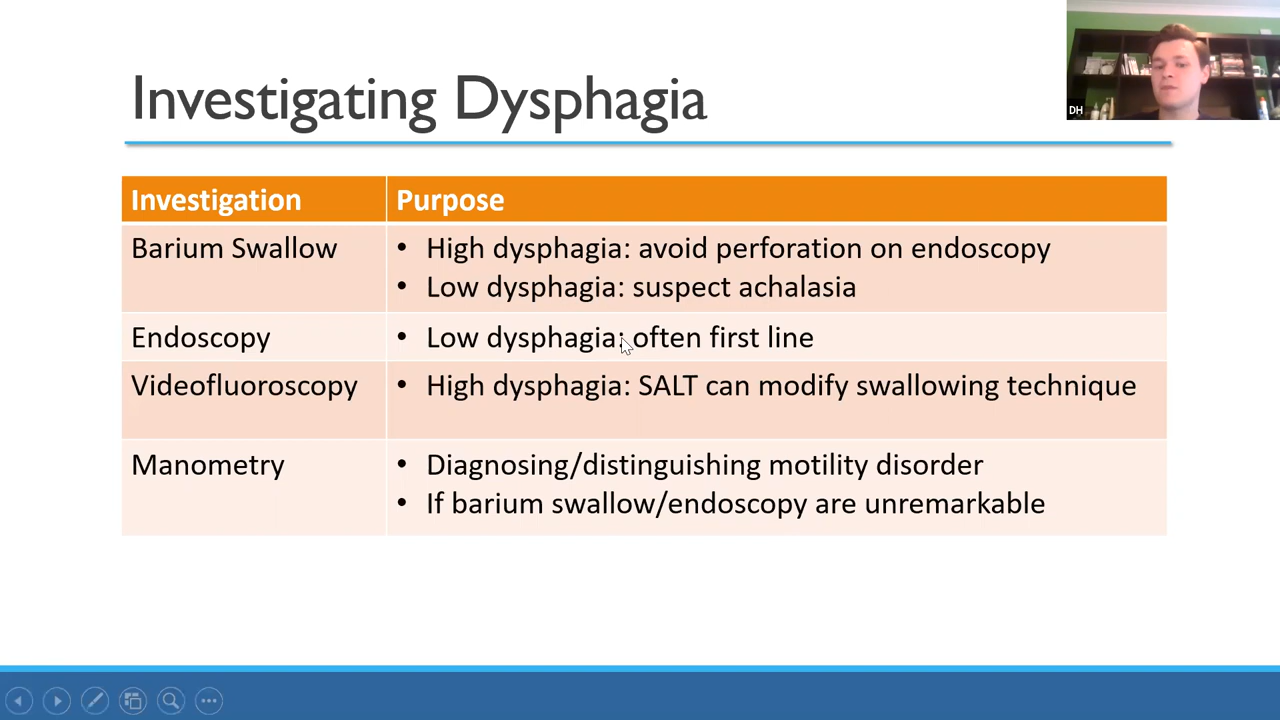 Investigating Dysphagia
DH
Investigation Purpose
Barium Swallow • High dysphagia: avoid perforation on endoscopy
• Low dysphagia: suspect achalasia
Endoscopy • Low dysphagia: often first line
Videofluoroscopy • High dysphagia: SALT can modify swallowing technique
Manometry • Diagnosing/distinguishing motility disorder
• If barium swallow/endoscopy are unremarkable